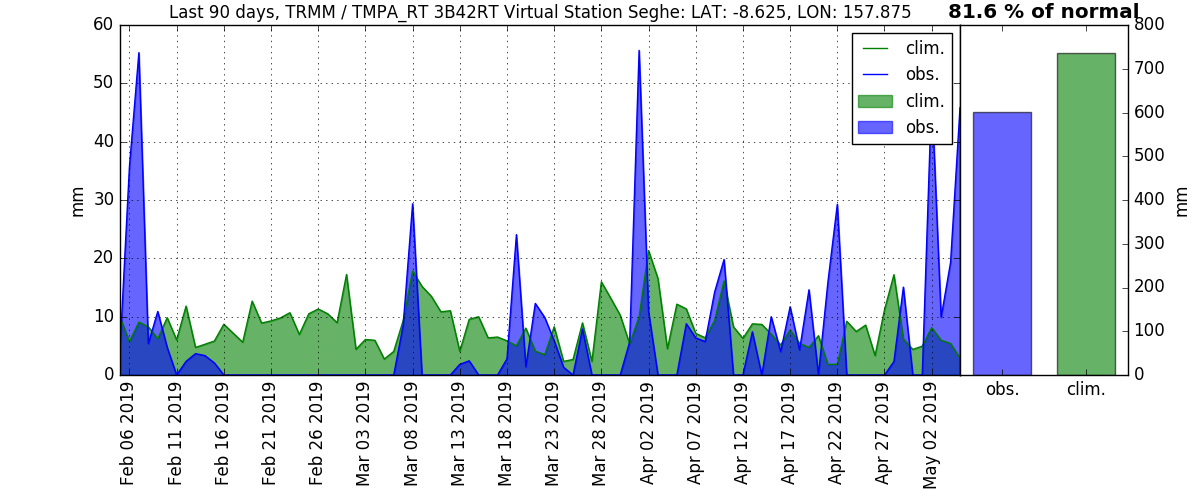 Last 90 days, TRMM / TMPA_RT 3B42RT Virtual Station Seghe: LAT: -8.625, LON: 157.875
81.6 % of normal
60
50
40
30
20
10
0
mm
clim.
obs.
clim.
obs.
800
700
600
500
400
300
200
100
0
mm
Feb 06 2019
Feb 11 2019
Feb 16 2019
Feb 21 2019
Feb 26 2019
Mar 03 2019
Mar 08 2019
Mar 13 2019
Mar 18 2019
Mar 23 2019
Mar 28 2019
Apr 02 2019
Apr 07 2019
Apr 12 2019
Apr 17 2019
Apr 22 2019
Apr 27 2019
May 02 2019
obs.
clim.